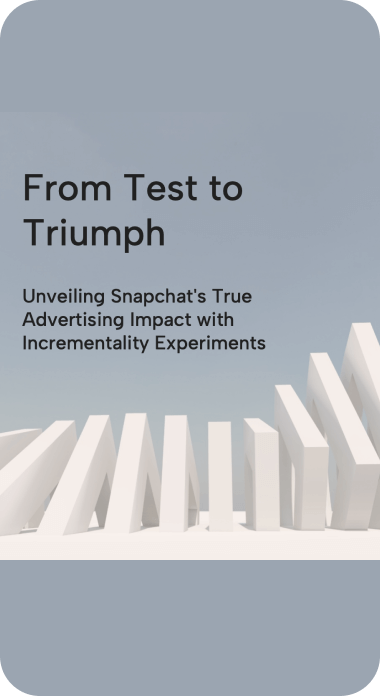 From Test to
Triumph
Unveiling Snapchat's True
Advertising Impact with
Incrementality Experiments